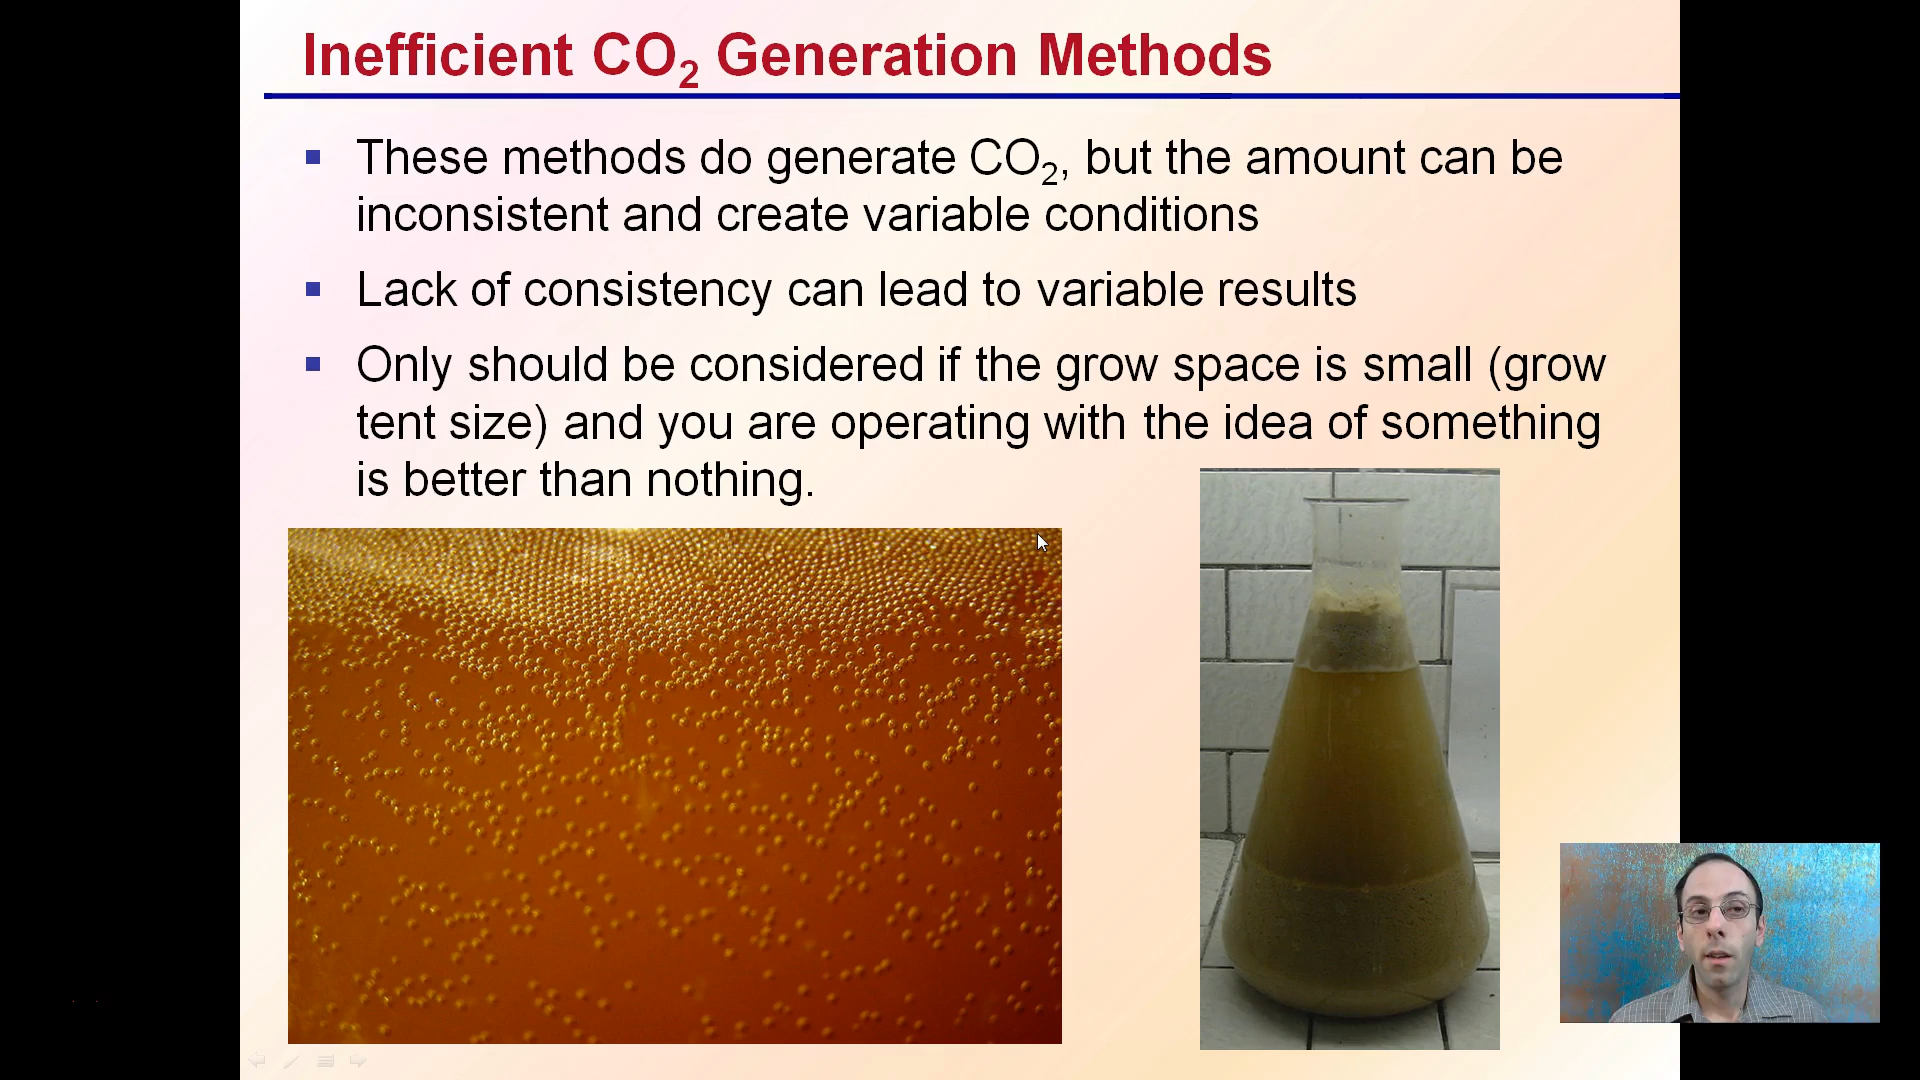 Inefficient CO₂ Generation Methods
These methods do generate CO₂, but the amount can be
inconsistent and create variable conditions
Lack of consistency can lead to variable results
Only should be considered if the grow space is small (grow
tent size) and you are operating with the idea of something
is better than nothing.